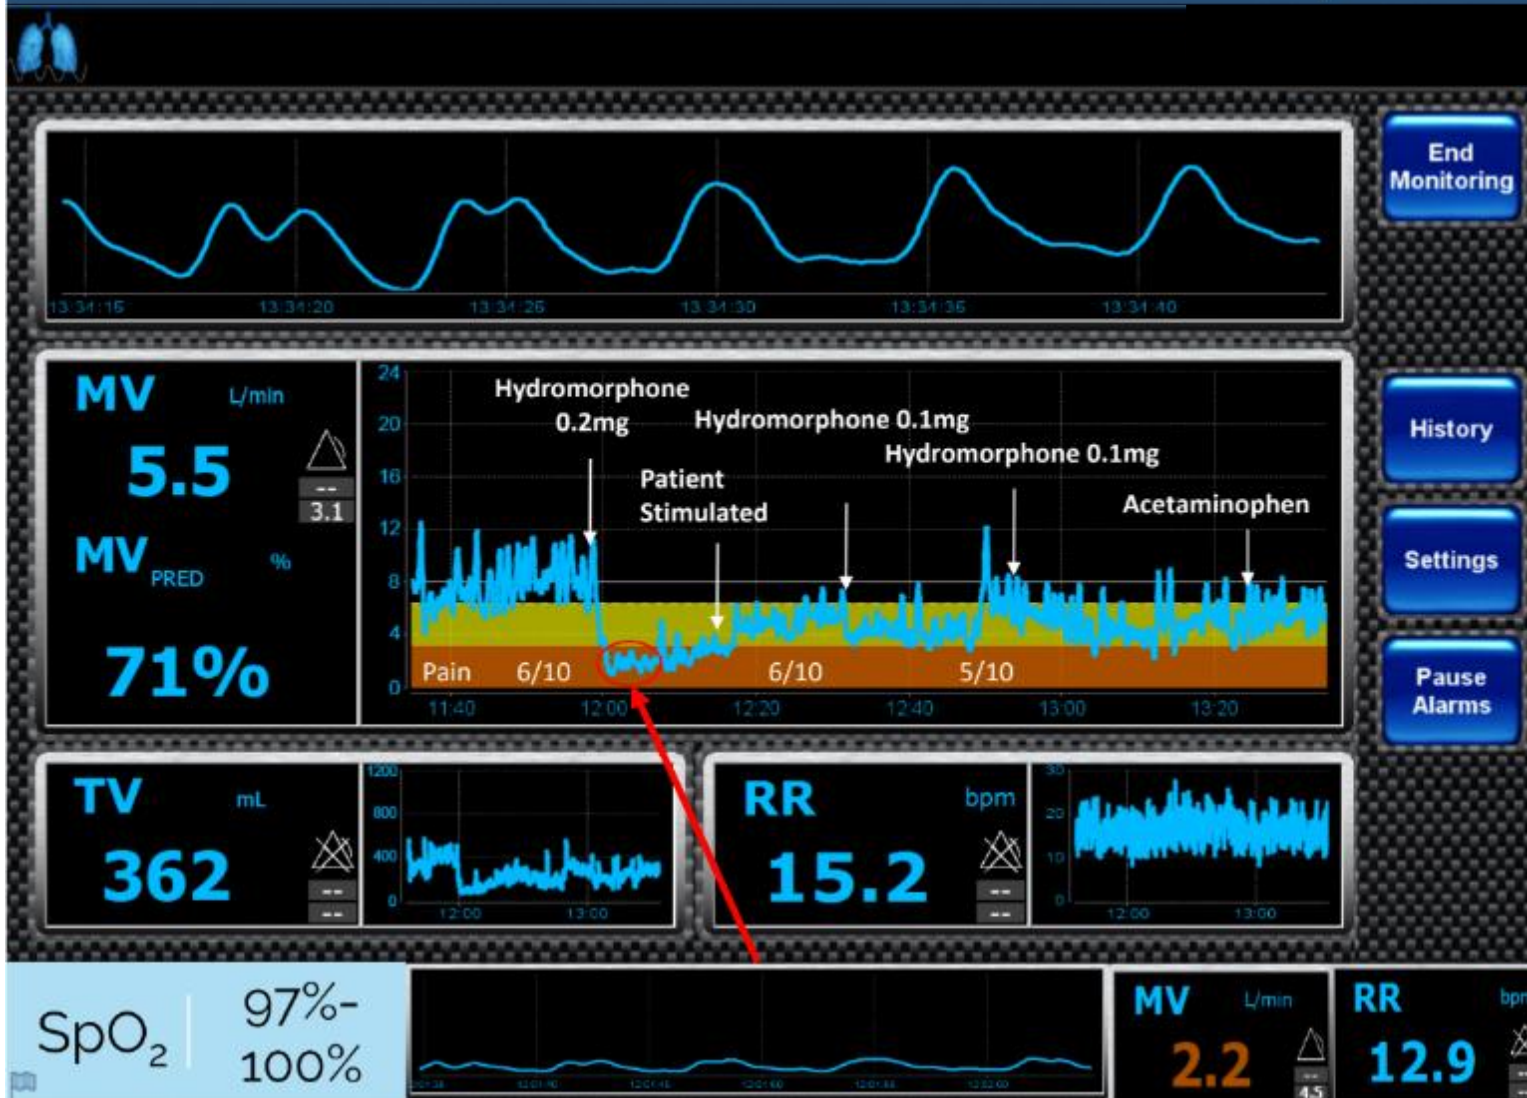 End
Monitoring
13:34:15 13:34:20 13:34:25 13:34:30 13:34:35 13:34:40
MV L/min
5.5
--
3.1
MV PRED %
71%
24
20
16
12
8
4
0
Hydromorphone
0.2mg
Hydromorphone 0.1mg
Hydromorphone 0.1mg
Patient
Stimulated
Acetaminophen
Pain 6/10 6/10 5/10
11:40 12:00 12:20 12:40 13:00 13:20
History
Settings
Pause
Alarms
TV mL
362
--
--
1200
800
400
0
12:00 13:00
RR bpm
15.2
--
--
30
20
10
0
12:00 13:00
SpO₂
97%-
100%
MV L/min
2.2
--
4.5
RR
12.9